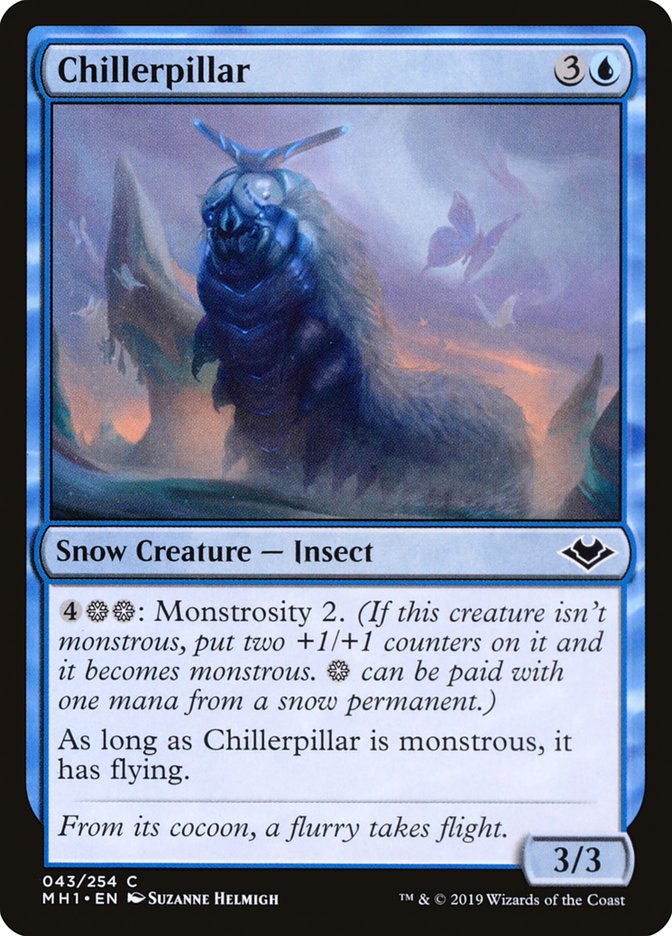 Chillerpillar 3
Snow Creature — Insect
4: Monstrosity 2. (If this creature isn't
monstrous, put two +1/+1 counters on it and
it becomes monstrous. can be paid with
one mana from a snow permanent.)
As long as Chillerpillar is monstrous, it
has flying.
From its cocoon, a flurry takes flight.
3/3
043/254 C
MH1•EN SUZANNE HELMIGH ™ & © 2019 Wizards of the Coast